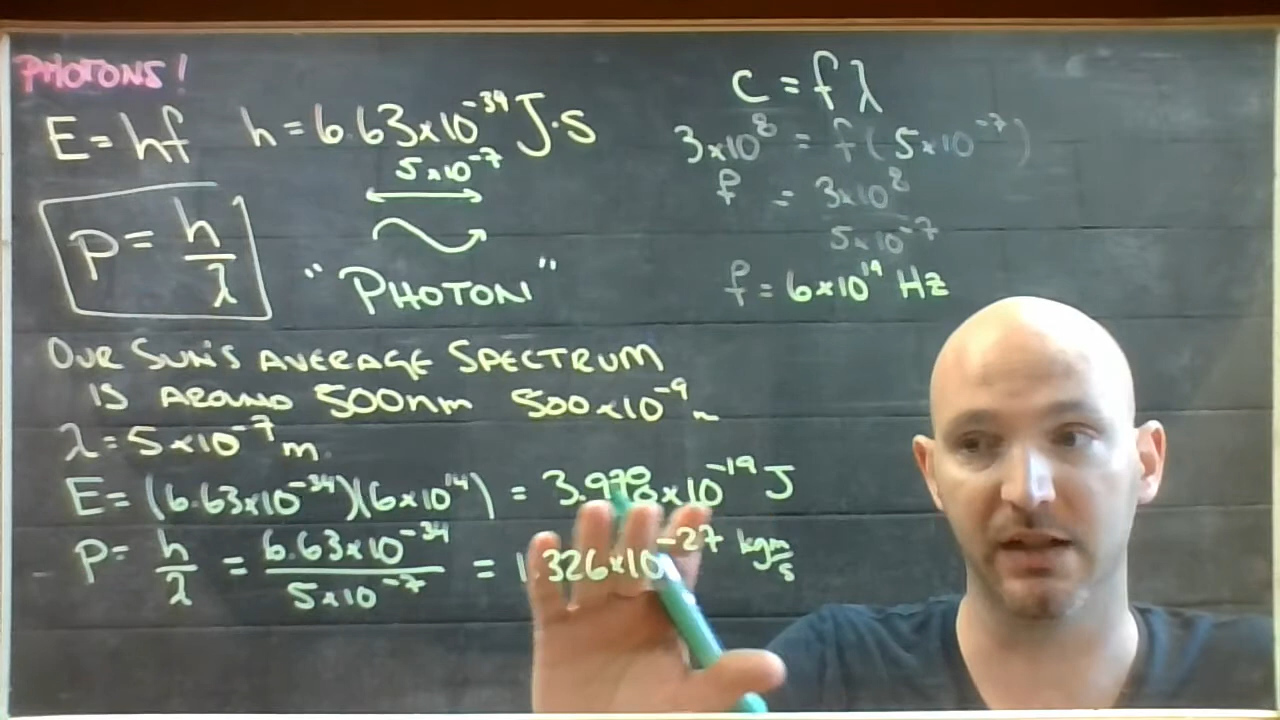 PHOTONS!
E = hf h = 6.63×10⁻³⁴ J·s
5×10⁻⁷
P = h/λ
"PHOTON"
c = fλ
3×10⁸ = f(5×10⁻⁷)
f = 3×10⁸/5×10⁻⁷
f = 6×10¹⁴ Hz
OUR SUN'S AVERAGE SPECTRUM
IS AROUND 500nm 500×10⁻⁹ m
λ = 5×10⁻⁷ m.
E = (6.63×10⁻³⁴)(6×10¹⁴) = 3.978×10⁻¹⁹ J
P = h/λ = 6.63×10⁻³⁴/5×10⁻⁷ = 1.326×10⁻²⁷ kgm/s